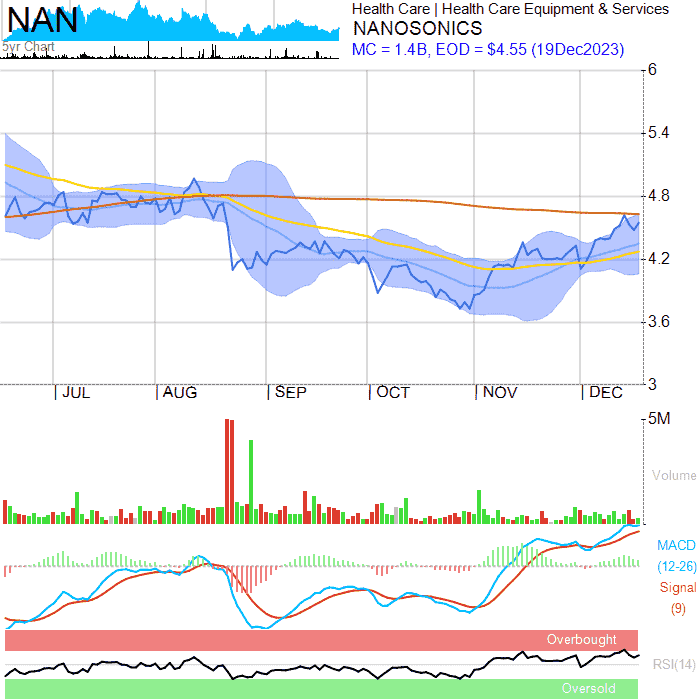 NAN
5yr Chart
Health Care | Health Care Equipment & Services
NANOSONICS
MC = 1.4B, EOD = $4.55 (19Dec2023)
6
5.4
4.8
4.2
3.6
3
JUL
AUG
SEP
OCT
NOV
DEC
5M
Volume
MACD
(12-26)
Signal
(9)
Overbought
RSI(14)
Oversold